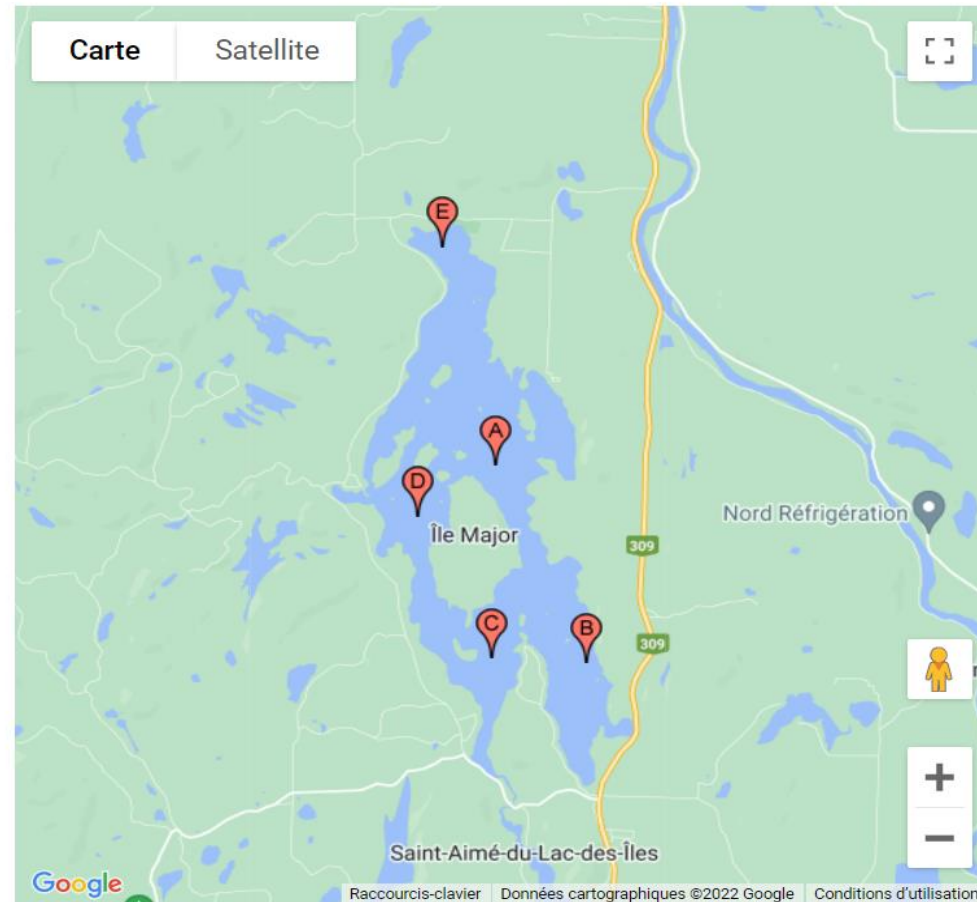 Carte Satellite
E
A
D
Île Major
Nord Réfrigération
309
C
B
309
Saint-Aimé-du-Lac-des-Îles
Google
Raccourcis-clavier Données cartographiques ©2022 Google Conditions d'utilisation